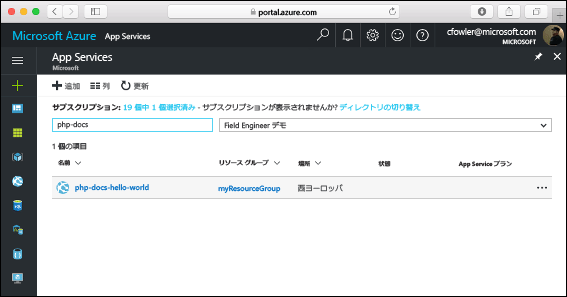 portal.azure.com
Microsoft Azure App Services
cfowler@microsoft.com
MICROSOFT
App Services
Microsoft
追加 列 更新
サブスクリプション: 19 個中 1 個選択済み - サブスクリプションが表示されませんか? ディレクトリの切り替え
php-docs Field Engineer デモ
1 個の項目
名前 リソース グループ 場所 状態 App Service プラン
php-docs-hello-world myResourceGroup 西ヨーロッパ